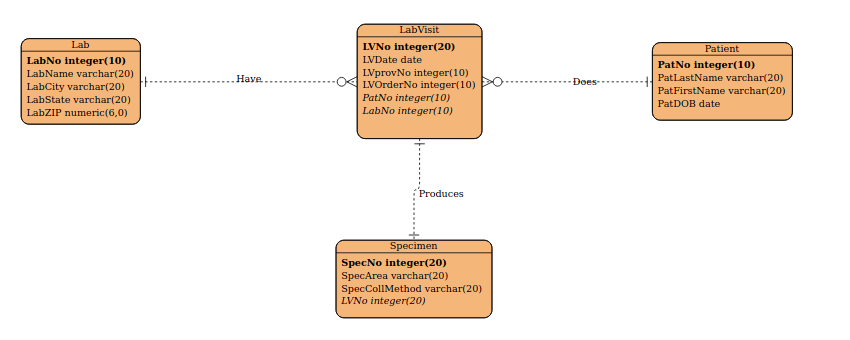 Lab
LabNo integer(10)
LabName varchar(20)
LabCity varchar(20)
LabState varchar(20)
LabZIP numeric(6,0)
Have
LabVisit
LVNo integer(20)
LVDate date
LVprovNo integer(10)
LVOrderNo integer(10)
PatNo integer(10)
LabNo integer(10)
Does
Patient
PatNo integer(10)
PatLastName varchar(20)
PatFirstName varchar(20)
PatDOB date
Produces
Specimen
SpecNo integer(20)
SpecArea varchar(20)
SpecCollMethod varchar(20)
LVNo integer(20)